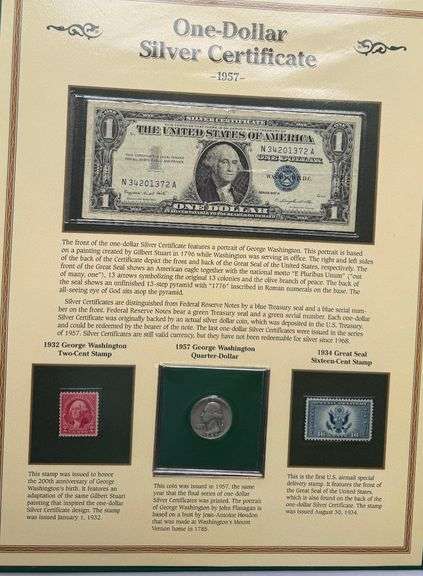 One-Dollar
Silver Certificate
–1957–
SILVER CERTIFICATE
THE UNITED STATES OF AMERICA
N 34201372 A
ONE DOLLAR
WASHINGTON, D.C.
N 34201372 A
ONE DOLLAR
The front of the one-dollar Silver Certificate features a portrait of George Washington. This portrait is based
on a painting created by Gilbert Stuart in 1796 while Washington was serving in office. The right and left sides
of the back of the Certificate depict the front and back of the Great Seal of the United States, respectively. The
front of the Great Seal shows an American eagle together with the national motto "E Pluribus Unum" ("out
of many, one"), 13 arrows symbolizing the original 13 colonies and the olive branch of peace. The back of
the seal shows an unfinished 13-step pyramid with "1776" inscribed in Roman numerals on the base. The
all-seeing eye of God sits atop the pyramid.
Silver Certificates are distinguished from Federal Reserve Notes by a blue Treasury seal and a blue serial num-
ber on the front. Federal Reserve Notes bear a green Treasury seal and a green serial number. Each one-dollar
Silver Certificate was originally backed by an actual silver dollar coin, which was deposited in the U.S. Treasury
and could be redeemed by the bearer of the note. The last one-dollar Silver Certificates were issued in the series
of 1957. Silver Certificates are still valid currency, but they have not been redeemable for silver since 1968.
1932 George Washington
Two-Cent Stamp
1957 George Washington
Quarter-Dollar
1934 Great Seal
Sixteen-Cent Stamp
This stamp was issued to honor
the 200th anniversary of George
Washington's birth. It features an
adaptation of the same Gilbert Stuart
painting that inspired the one-dollar
Silver Certificate design. The stamp
was issued January 1, 1932.
This coin was issued in 1957, the same
year that the final series of one-dollar
Silver Certificates was printed. The portrait
of George Washington by John Flanagan is
based on a bust by Jean-Antoine Houdon
that was made at Washington's Mount
Vernon home in 1785.
This is the first U.S. airmail special
delivery stamp. It features the front of
the Great Seal of the United States,
which is also found on the back of the
one-dollar Silver Certificate. The stamp
was issued August 30, 1934.